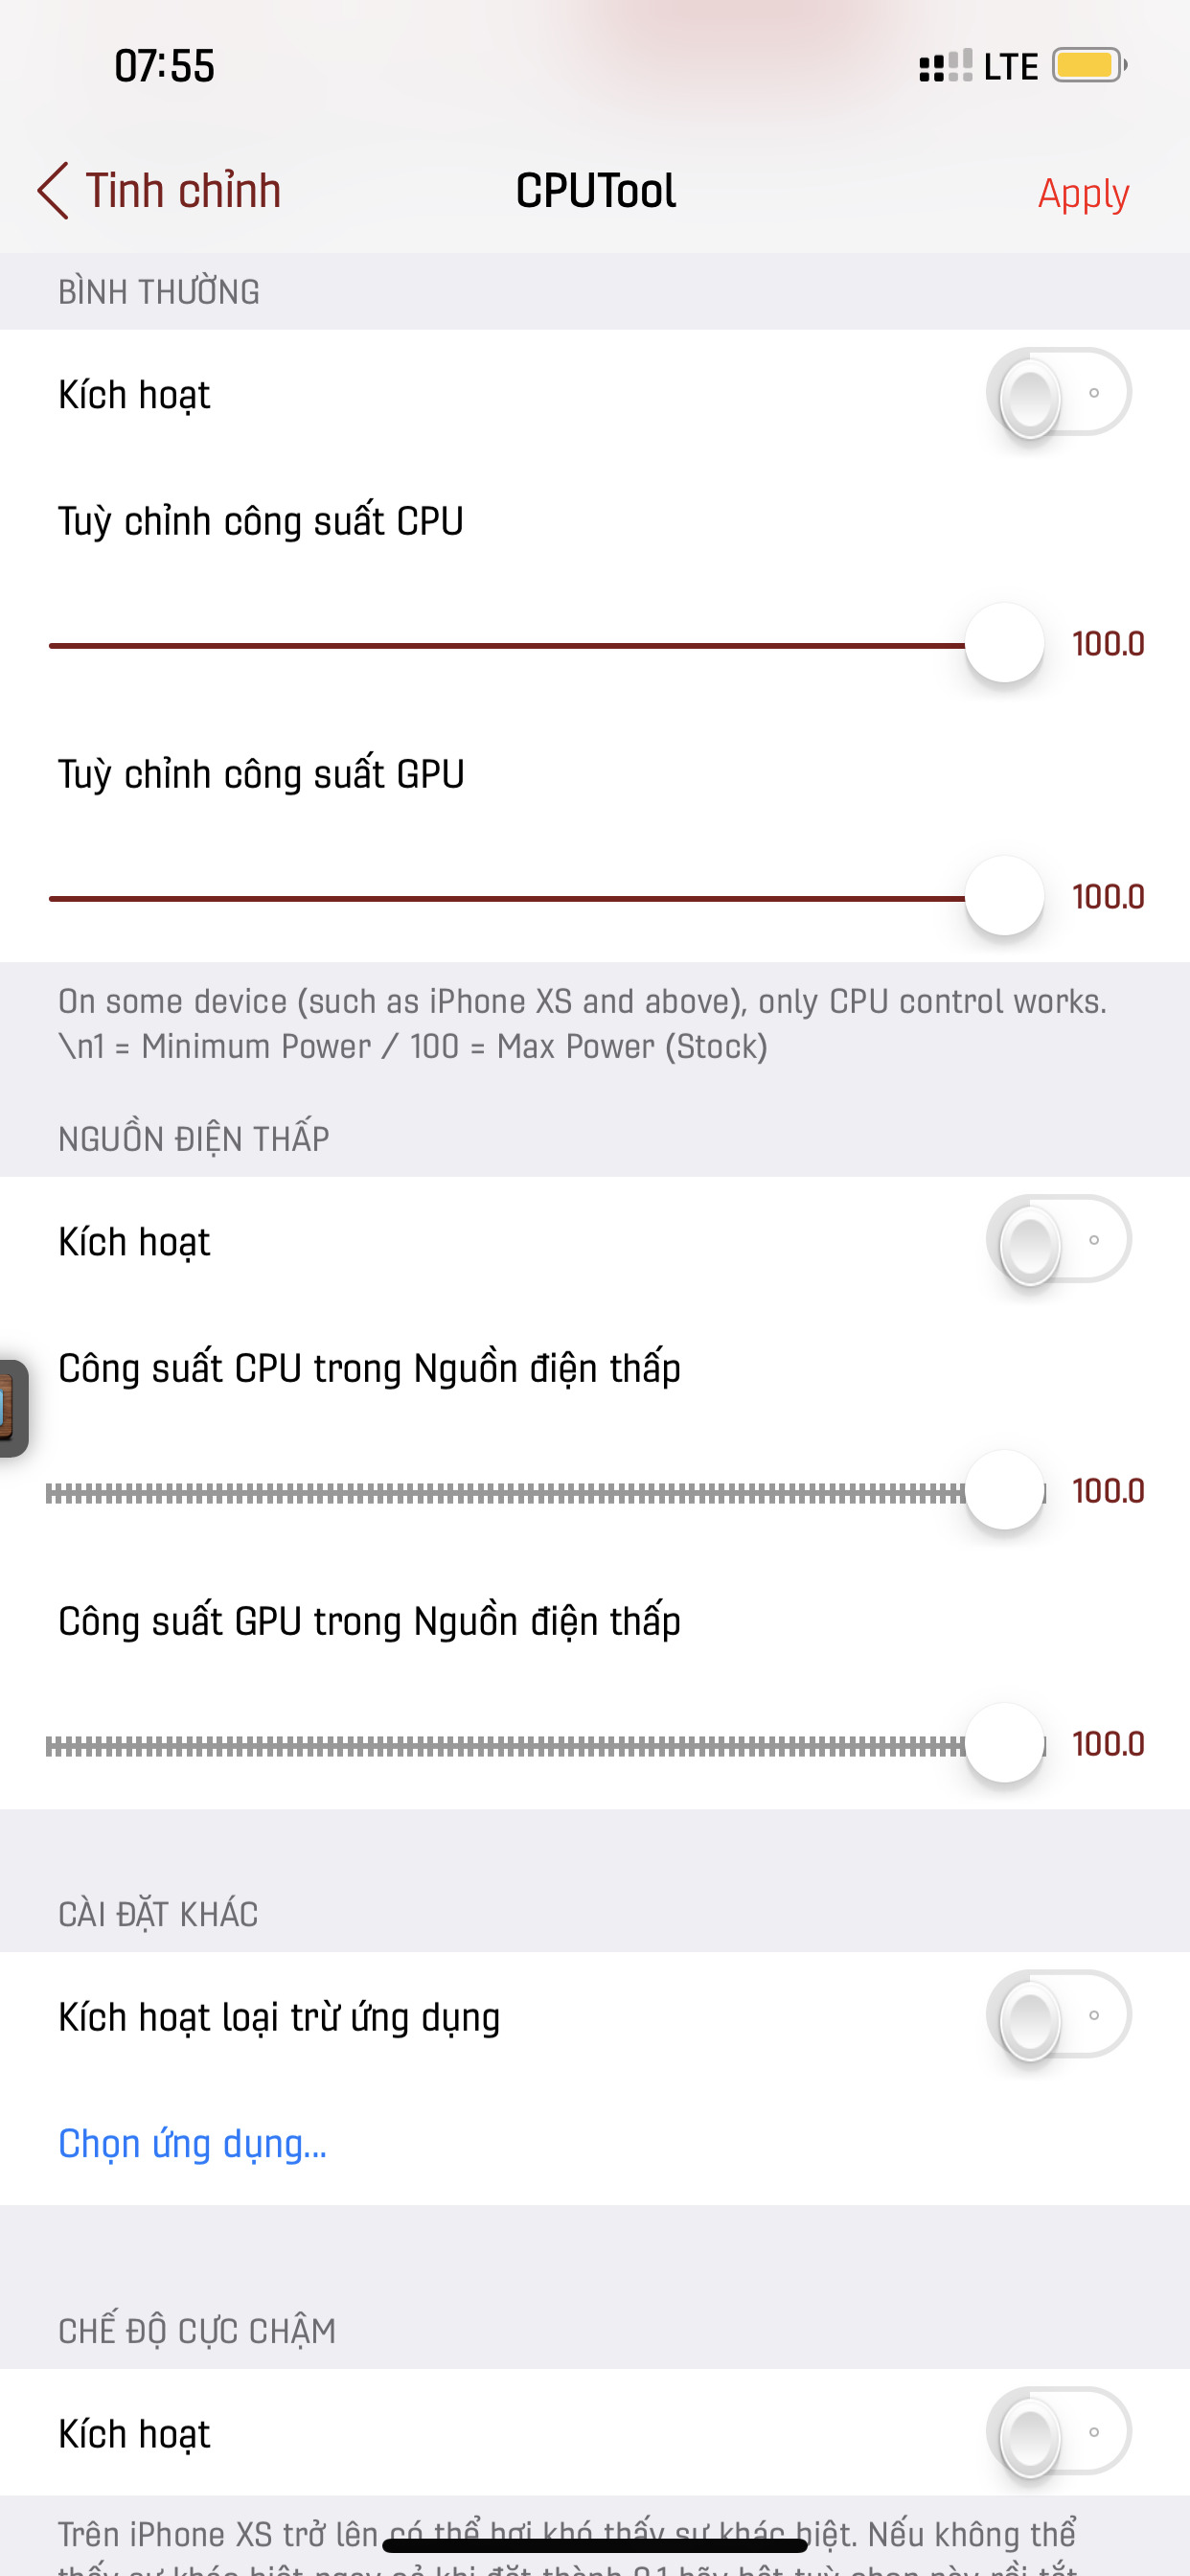 07:55
LTE
Tinh chỉnh
CPUTool
Apply
BÌNH THƯỜNG
Kích hoạt
Tuỳ chỉnh công suất CPU
100.0
Tuỳ chỉnh công suất GPU
100.0
On some device (such as iPhone XS and above), only CPU control works.
\n1 = Minimum Power / 100 = Max Power (Stock)
NGUỒN ĐIỆN THẤP
Kích hoạt
Công suất CPU trong Nguồn điện thấp
100.0
Công suất GPU trong Nguồn điện thấp
100.0
CÀI ĐẶT KHÁC
Kích hoạt loại trừ ứng dụng
Chọn ứng dụng...
CHẾ ĐỘ CỰC CHẬM
Kích hoạt
Trên iPhone XS trở lên có thể hơi khó thấy sự khác biệt. Nếu không thể